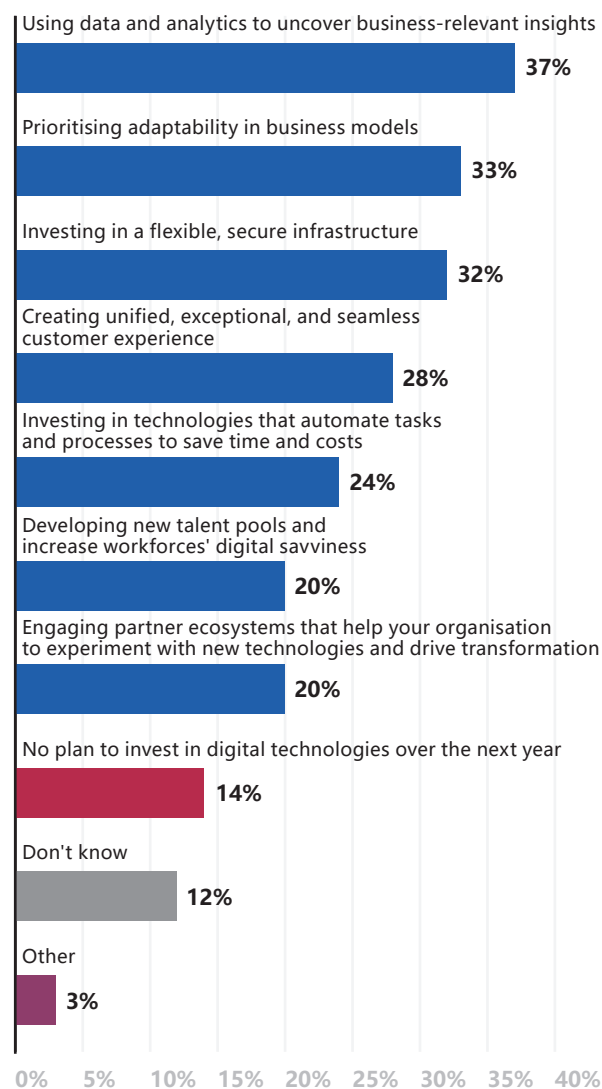 Using data and analytics to uncover business-relevant insights
37%
Prioritising adaptability in business models
33%
Investing in a flexible, secure infrastructure
32%
Creating unified, exceptional, and seamless
customer experience
28%
Investing in technologies that automate tasks
and processes to save time and costs
24%
Developing new talent pools and
increase workforces' digital savviness
20%
Engaging partner ecosystems that help your organisation
to experiment with new technologies and drive transformation
20%
No plan to invest in digital technologies over the next year
14%
Don't know
12%
Other
3%
0% 5% 10% 15% 20% 25% 30% 35% 40%